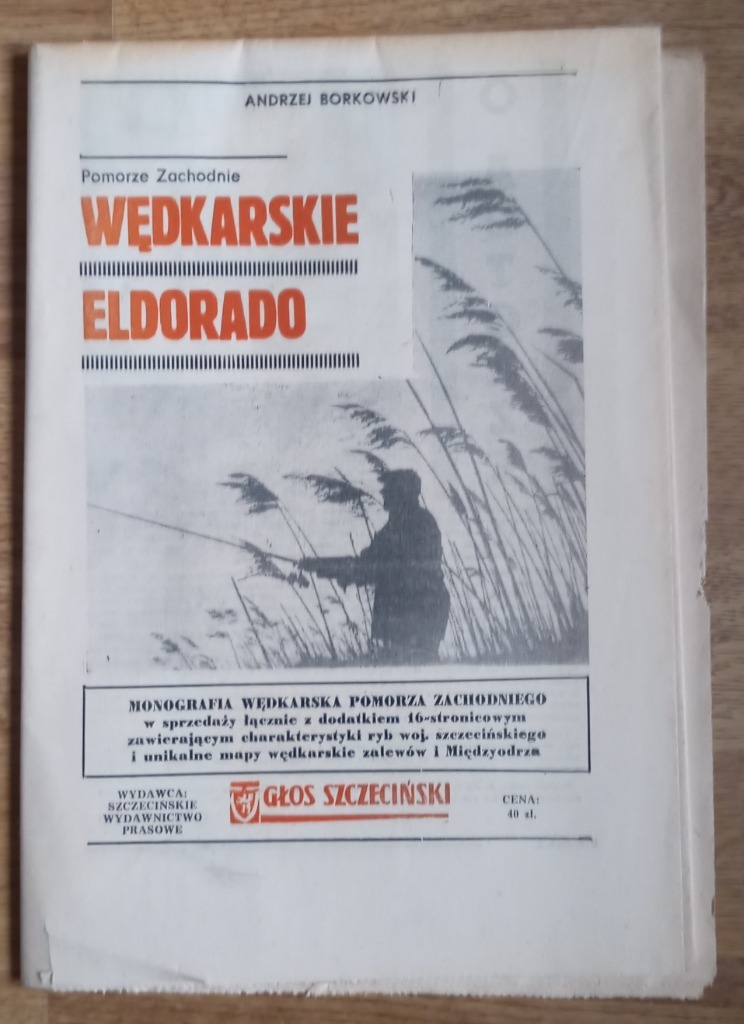 ANDRZEJ BORKOWSKI
Pomorze Zachodnie
WĘDKARSKIE
ELDORADO
MONOGRAFIA WĘDKARSKA POMORZA ZACHODNIEGO
w sprzedaży łącznie z dodatkiem 16-stronicowym
zawierającym charakterystyki ryb woj. szczecińskiego
i unikalne mapy wędkarskie zalewów i Międzyodrza
WYDAWCA:
SZCZECIŃSKIE
WYDAWNICTWO
PRASOWE
GŁOS SZCZECIŃSKI
CENA:
40 zł.